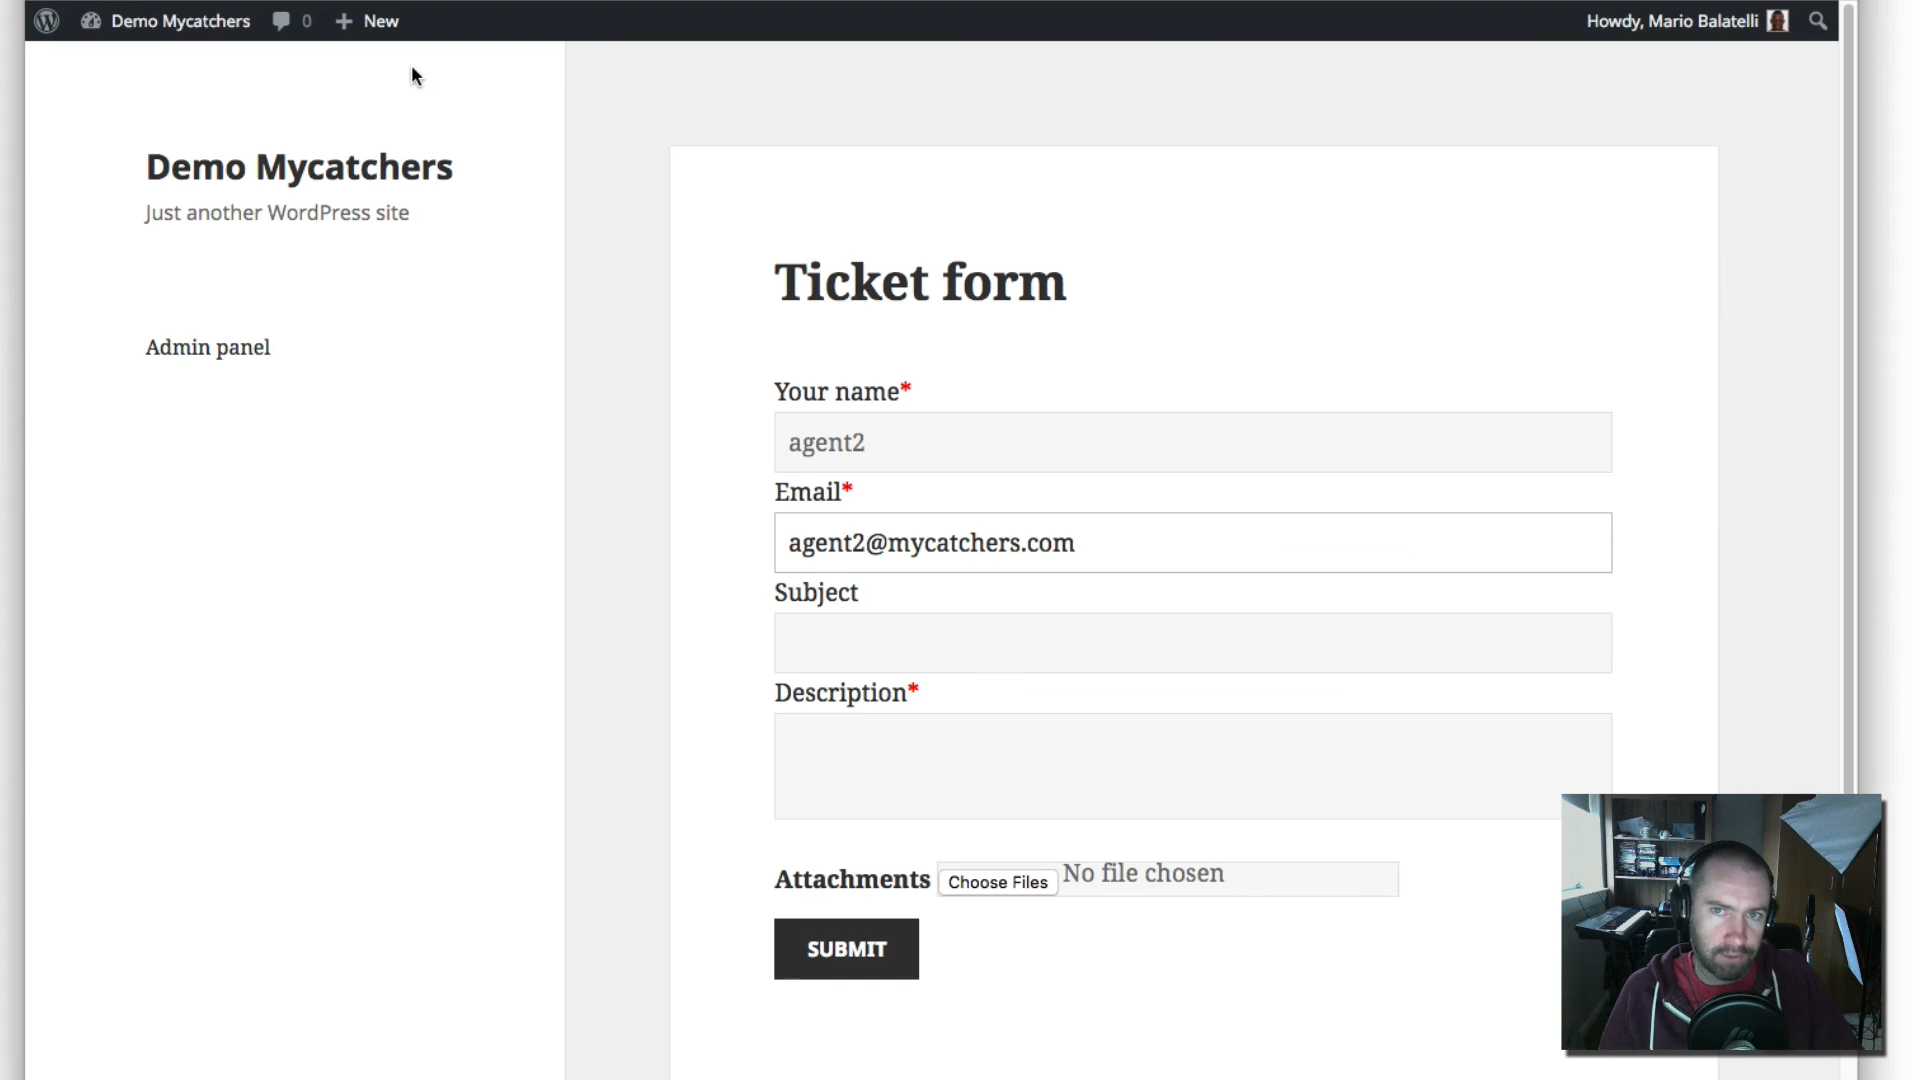 Demo Mycatchers 0 New Howdy, Mario Balatelli
Demo Mycatchers
Just another WordPress site
Admin panel
Ticket form
Your name*
agent2
Email*
agent2@mycatchers.com
Subject
Description*
Attachments Choose Files No file chosen
SUBMIT